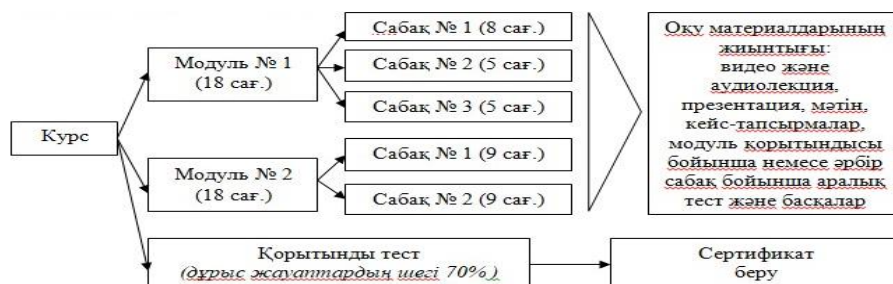 Курс
Модуль № 1
(18 сағ.)
Сабақ № 1 (8 сағ.)
Сабақ № 2 (5 сағ.)
Сабақ № 3 (5 сағ.)
Модуль № 2
(18 сағ.)
Сабақ № 1 (9 сағ.)
Сабақ № 2 (9 сағ.)
Оқу материалдарының
жиынтығы:
видео және
аудиолекция,
презентация, мәтін,
кейс-тапсырмалар,
модуль қорытындысы
бойынша немесе әрбір
сабақ бойынша аралық
тест және басқалар
Қорытынды тест
(дұрыс жауаптардың шегі 70%)
Сертификат
беру